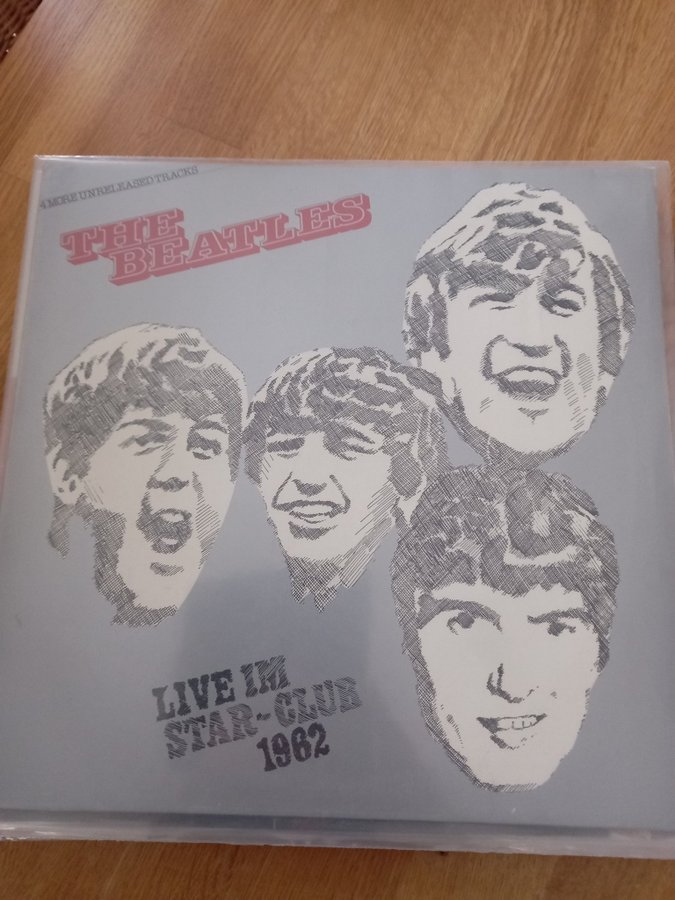 4 MORE UNRELEASED TRACKS
THE
BEATLES
LIVE IM
STAR-CLUB
1962